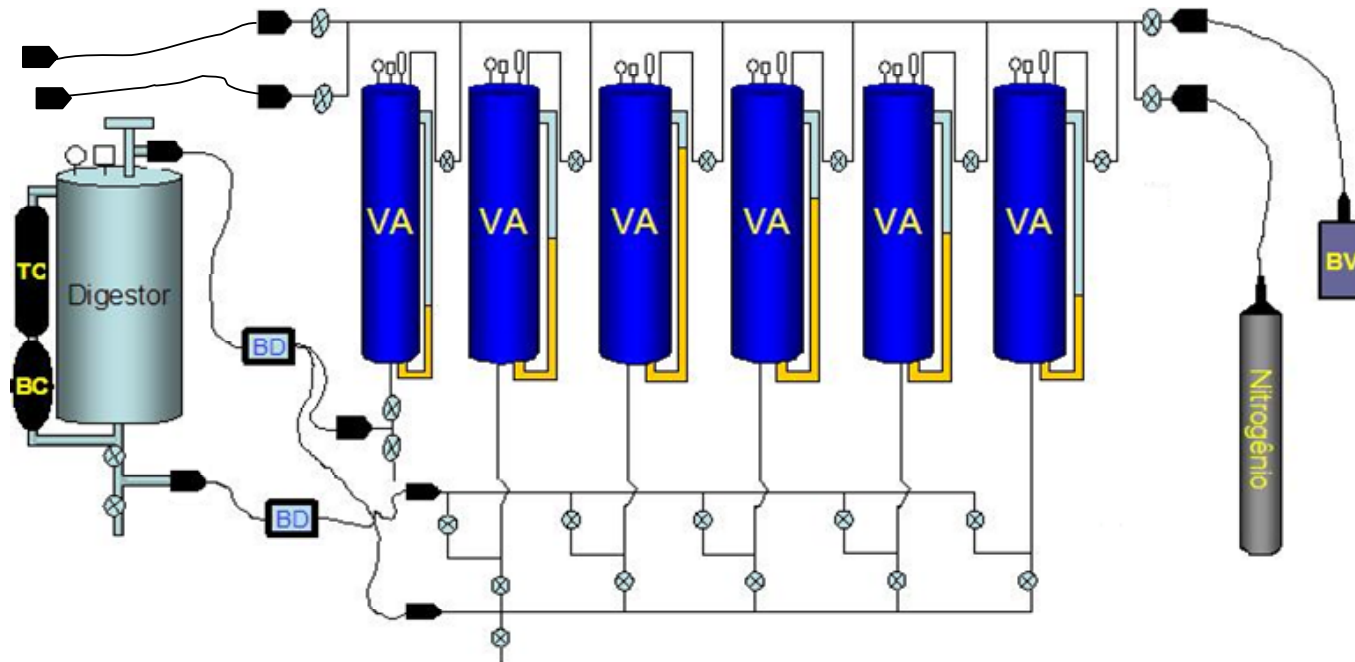 VA VA VA VA VA VA
TC
Digestor
BC
BD
BD
BV
Nitrogênio